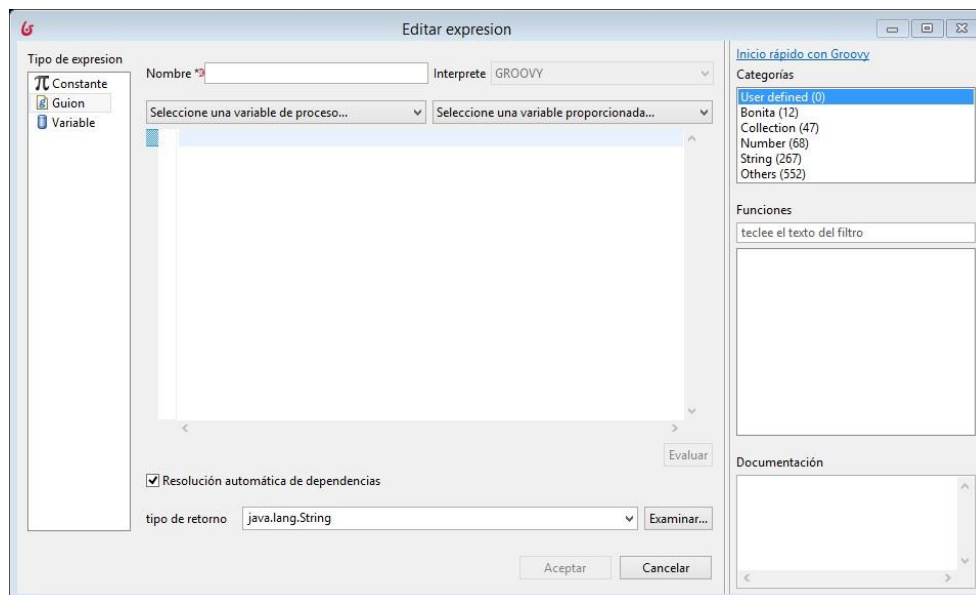 Editar expresion
Tipo de expresion
Constante
Guion
Variable
Nombre *
Interprete GROOVY
Seleccione una variable de proceso...
Seleccione una variable proporcionada...
Evaluar
Resolución automática de dependencias
tipo de retorno java.lang.String Examinar...
Aceptar Cancelar
Inicio rápido con Groovy
Categorías
User defined (0)
Bonita (12)
Collection (47)
Number (68)
String (267)
Others (552)
Funciones
teclee el texto del filtro
Documentación